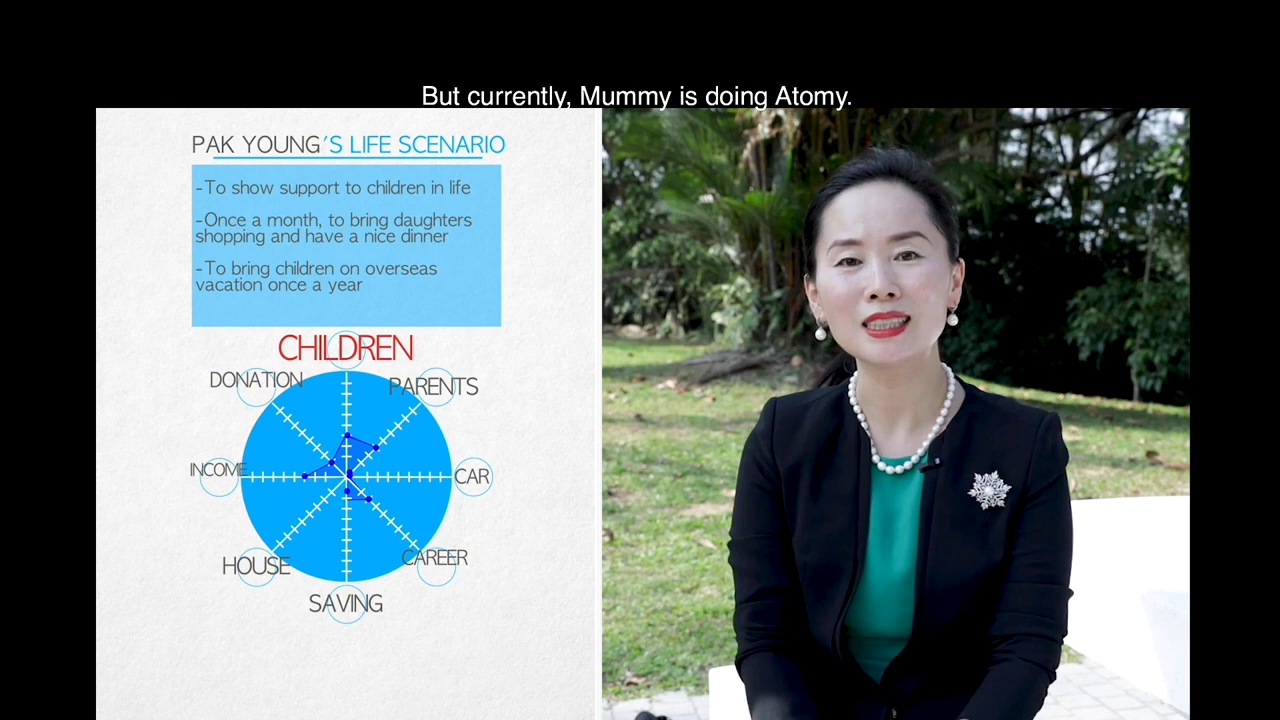 But currently, Mummy is doing Atomy.
PAK YOUNG'S LIFE SCENARIO
-To show support to children in life
-Once a month, to bring daughters
shopping and have a nice dinner
-To bring children on overseas
vacation once a year
CHILDREN
DONATION
PARENTS
INCOME
CAR
HOUSE
CAREER
SAVING